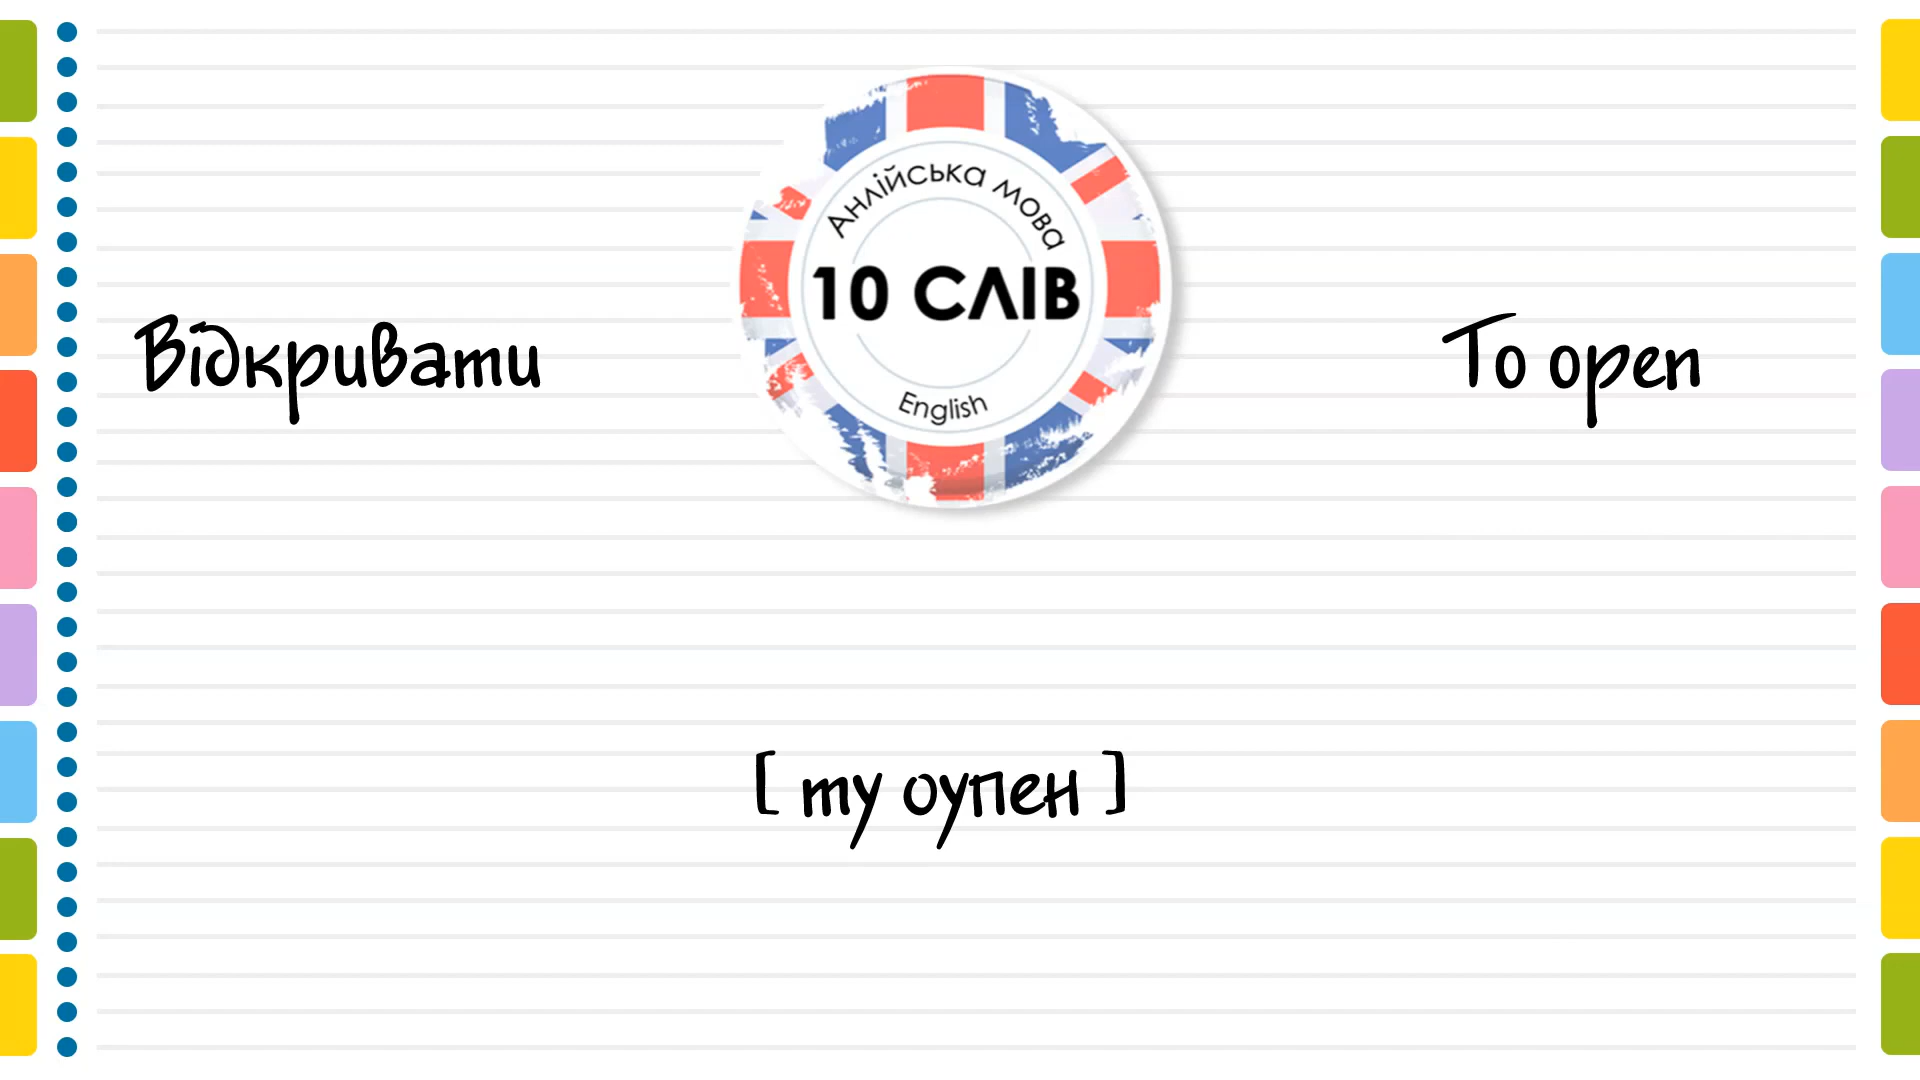 Анлійська мова
10 СЛІВ
English
Відкривати
To open
[ ту оупен ]